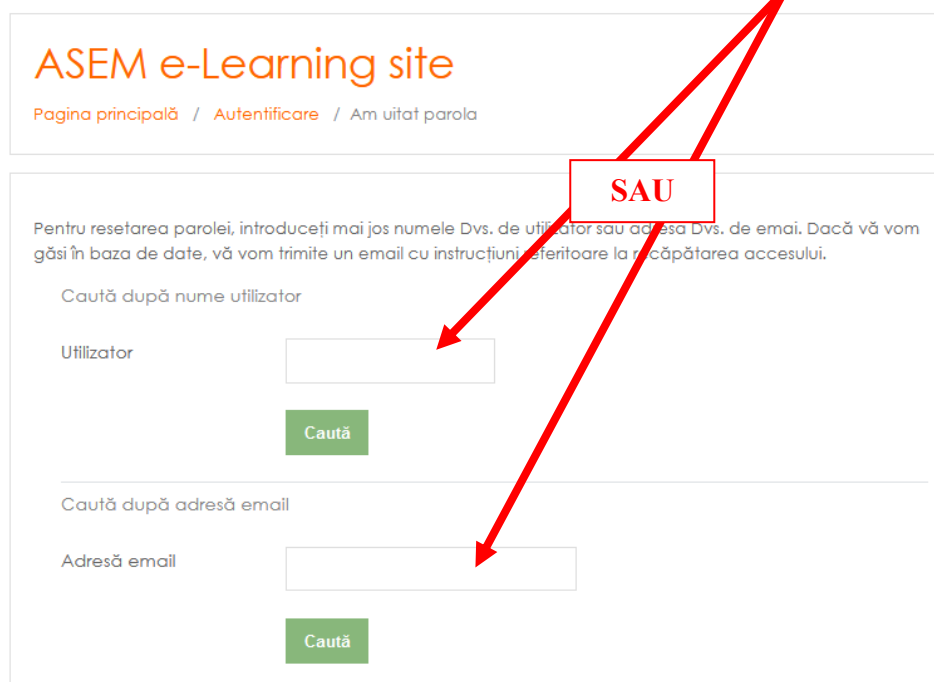 ASEM e-Learning site
Pagina principală / Autentificare / Am uitat parola
SAU
Pentru resetarea parolei, introduceți mai jos numele Dvs. de utilizator sau adresa Dvs. de emai. Dacă vă vom
găsi în baza de date, vă vom trimite un email cu instrucțiuni referitoare la recăpătarea accesului.
Caută după nume utilizator
Utilizator
Caută
Caută după adresă email
Adresă email
Caută